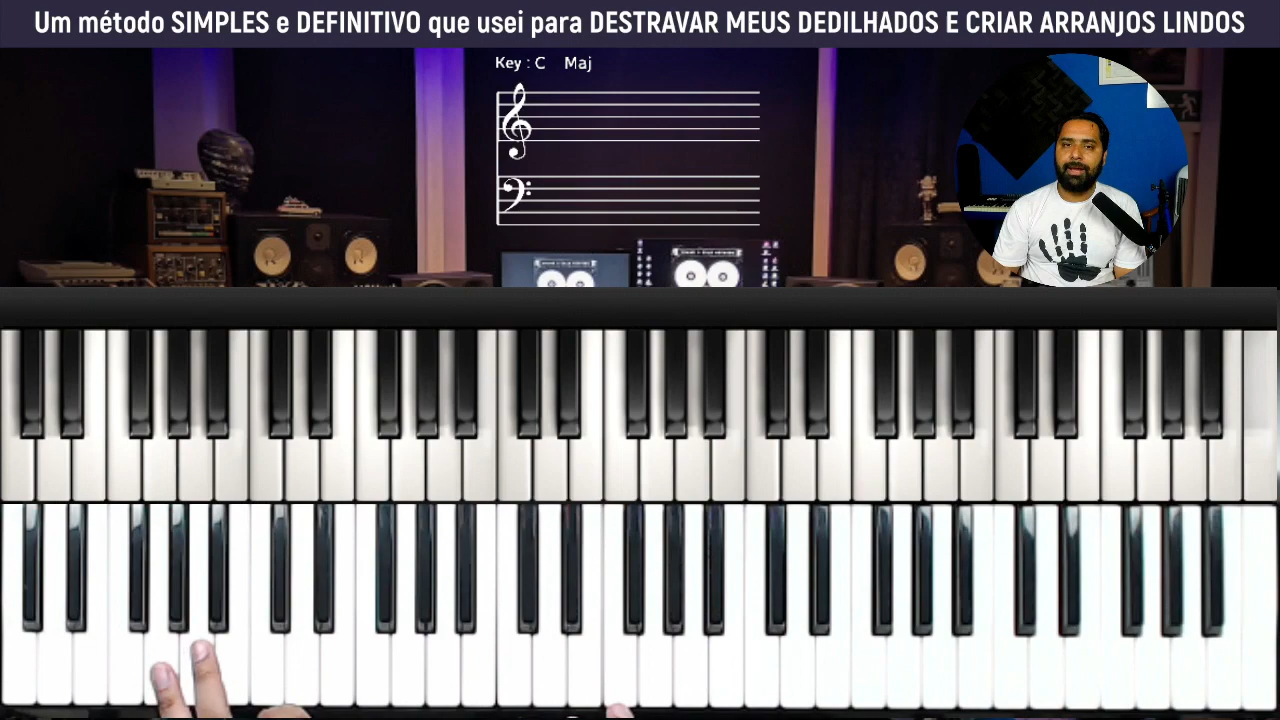 Um método SIMPLES e DEFINITIVO que usei para DESTRAVAR MEUS DEDILHADOS E CRIAR ARRANJOS LINDOS
Key : C Maj